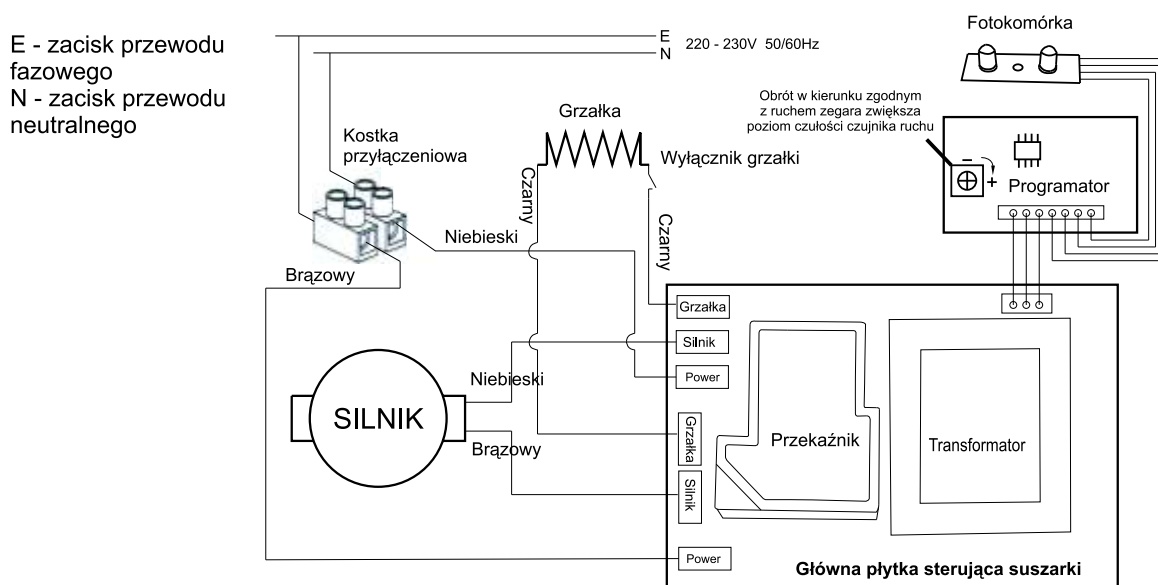 E - zacisk przewodu
fazowego
N - zacisk przewodu
neutralnego
E
N
220 - 230V 50/60Hz
Fotokomórka
Obrót w kierunku zgodnym
z ruchem zegara zwiększa
poziom czułości czujnika ruchu
Grzałka
Kostka
przyłączeniowa
Wyłącznik grzałki
Czarny
Czarny
- +
Programator
Niebieski
Brązowy
Grzałka
Silnik
Power
Niebieski
SILNIK
Brązowy
Grzałka
Silnik
Power
Przekaźnik
Transformator
Główna płytka sterująca suszarki